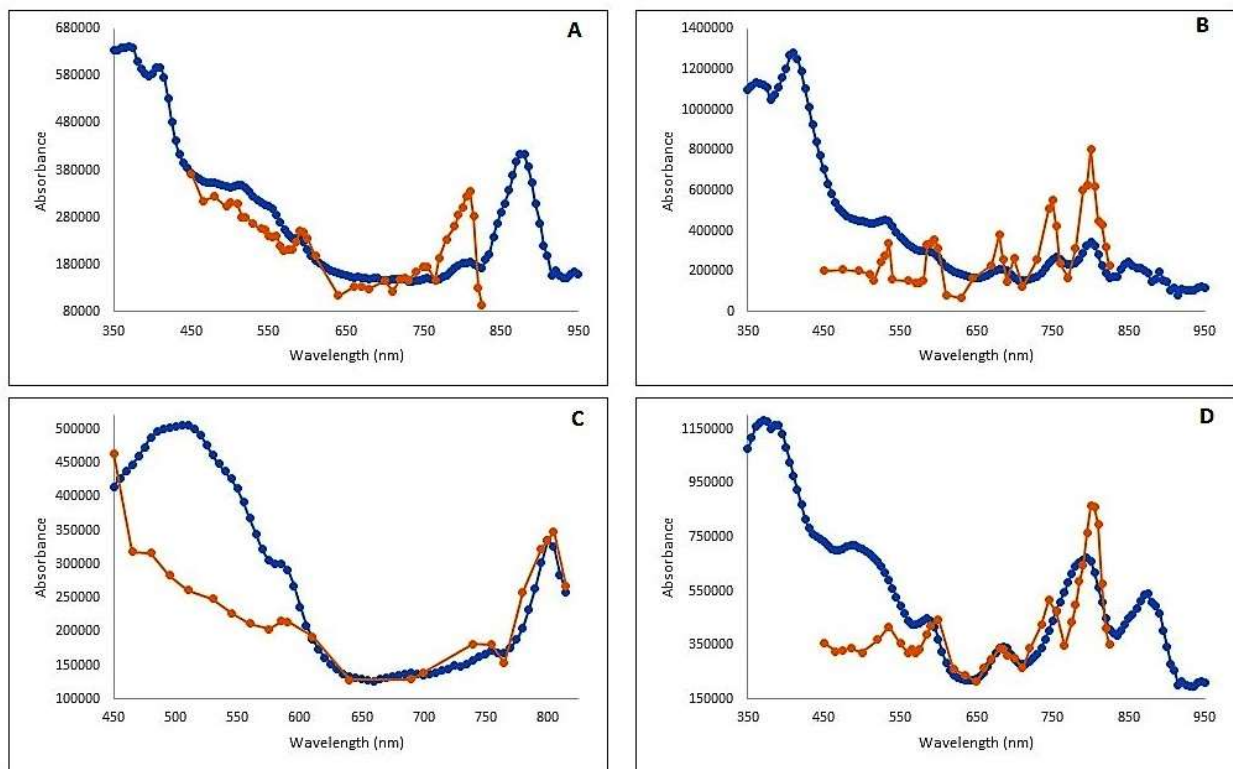 A
680000
580000
480000
380000
280000
180000
80000
Absorbance
350 450 550 650 750 850 950
Wavelength (nm)
B
1400000
1200000
1000000
800000
600000
400000
200000
0
Absorbance
350 450 550 650 750 850 950
Wavelength (nm)
C
500000
450000
400000
350000
300000
250000
200000
150000
100000
Absorbance
450 500 550 600 650 700 750 800
Wavelength (nm)
D
1150000
950000
750000
550000
350000
150000
Absorbance
350 450 550 650 750 850 950
Wavelength (nm)